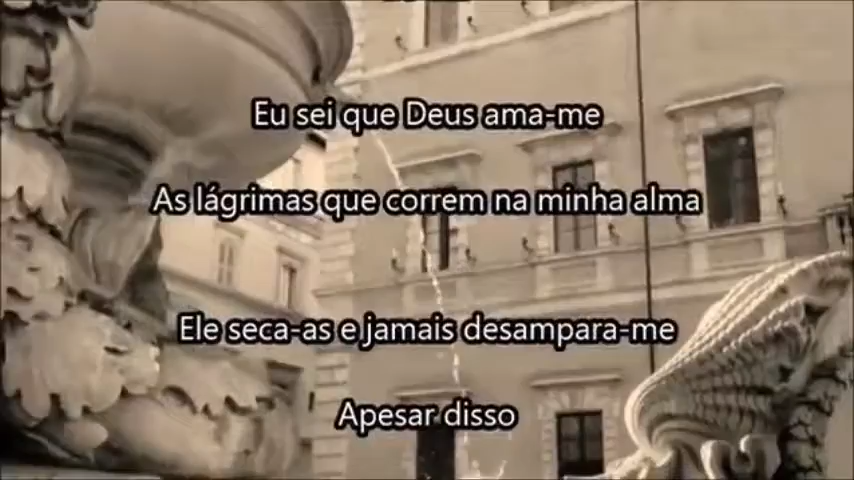 Eu sei que Deus ama-me
As lágrimas que correm na minha alma
Ele seca-as e jamais desampara-me
Apesar disso